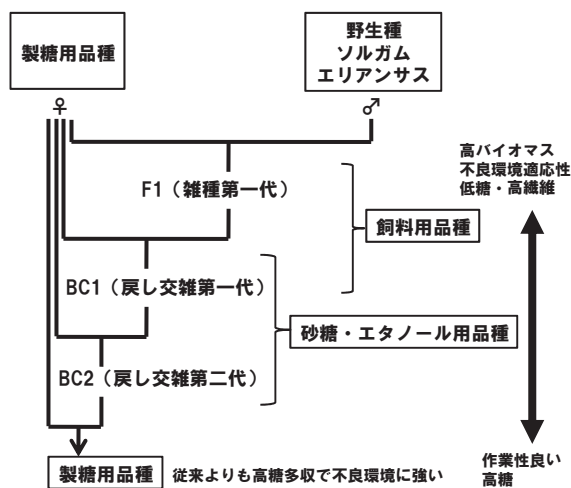 製糖用品種
野生種
ソルガム
エリアンサス
♀
♂
F1（雑種第一代）
高バイオマス
不良環境適応性
低糖・高繊維
飼料用品種
BC1（戻し交雑第一代）
砂糖・エタノール用品種
BC2（戻し交雑第二代）
製糖用品種 従来よりも高糖多収で不良環境に強い
作業性良い
高糖